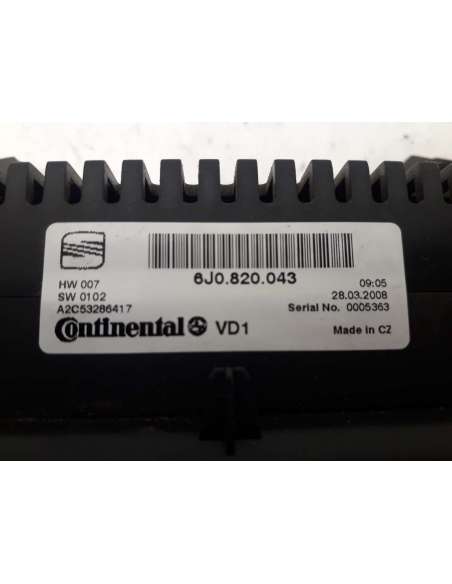 6J0.820.043
HW 007
09:05
SW 0102
28.03.2008
A2C53286417
Serial No. 0005363
Continental VD1
Made in CZ